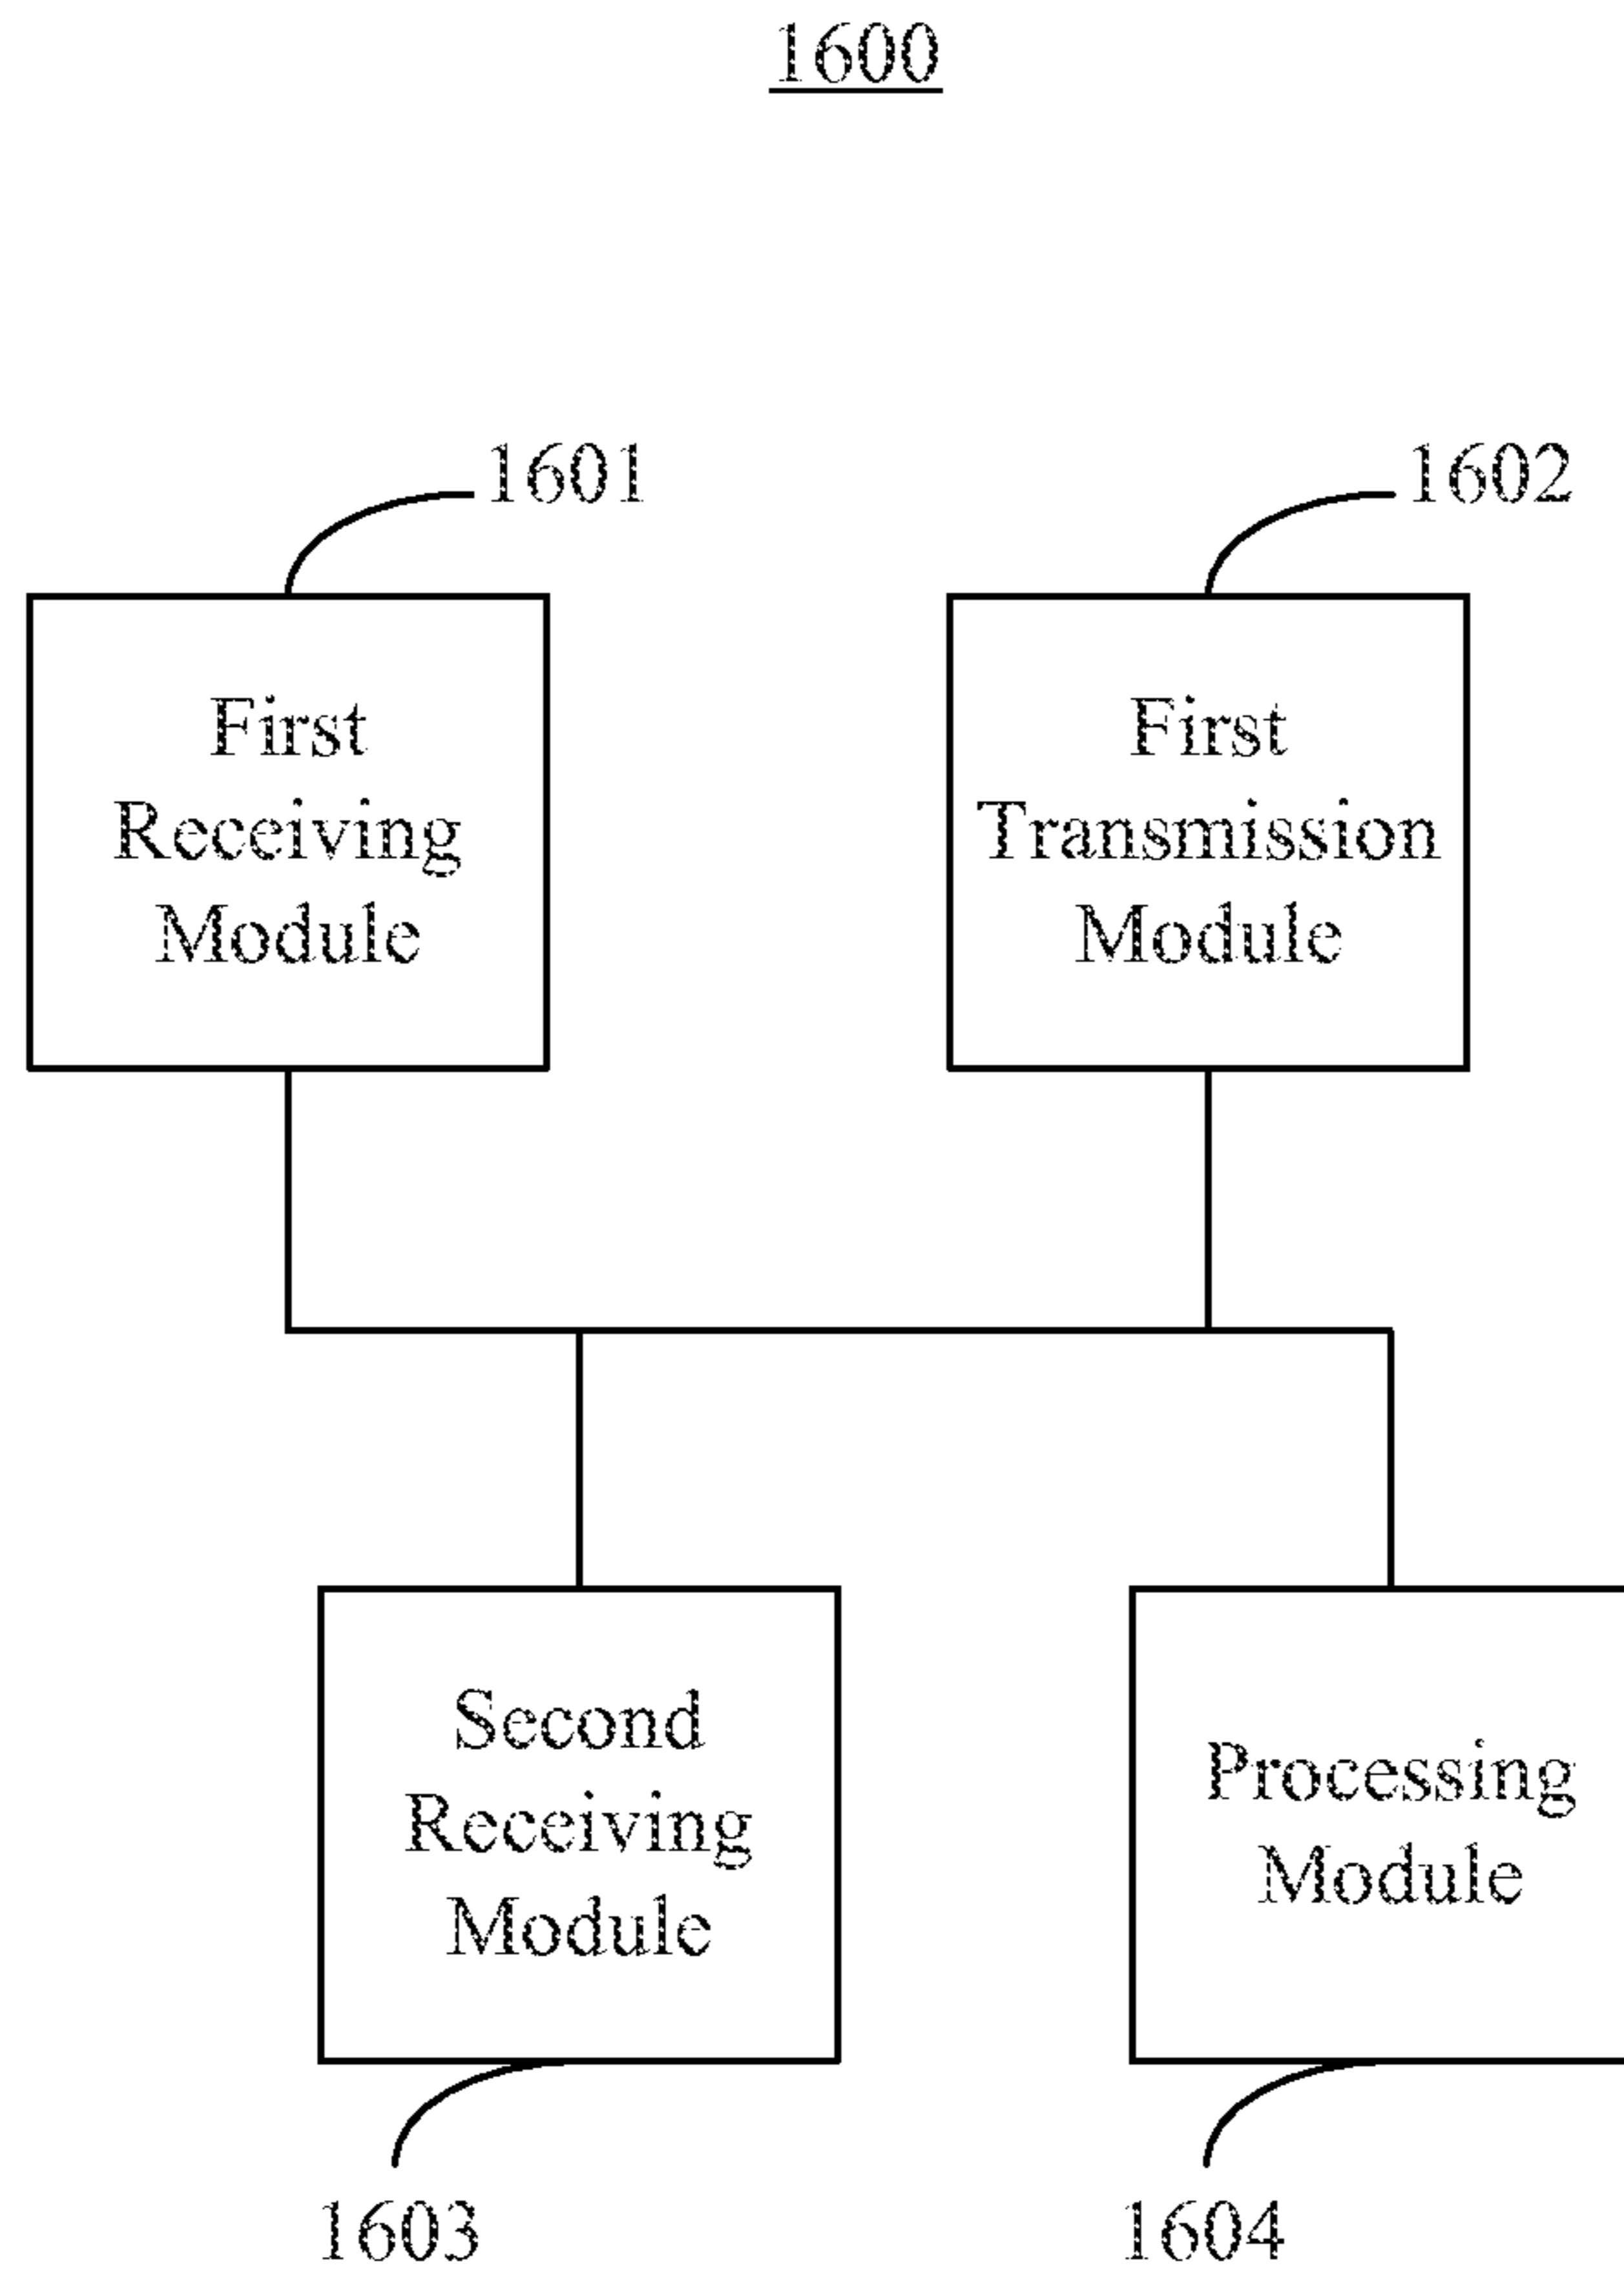 1600
1601
1602
First
Receiving
Module
First
Transmission
Module
Second
Receiving
Module
Processing
Module
1603
1604